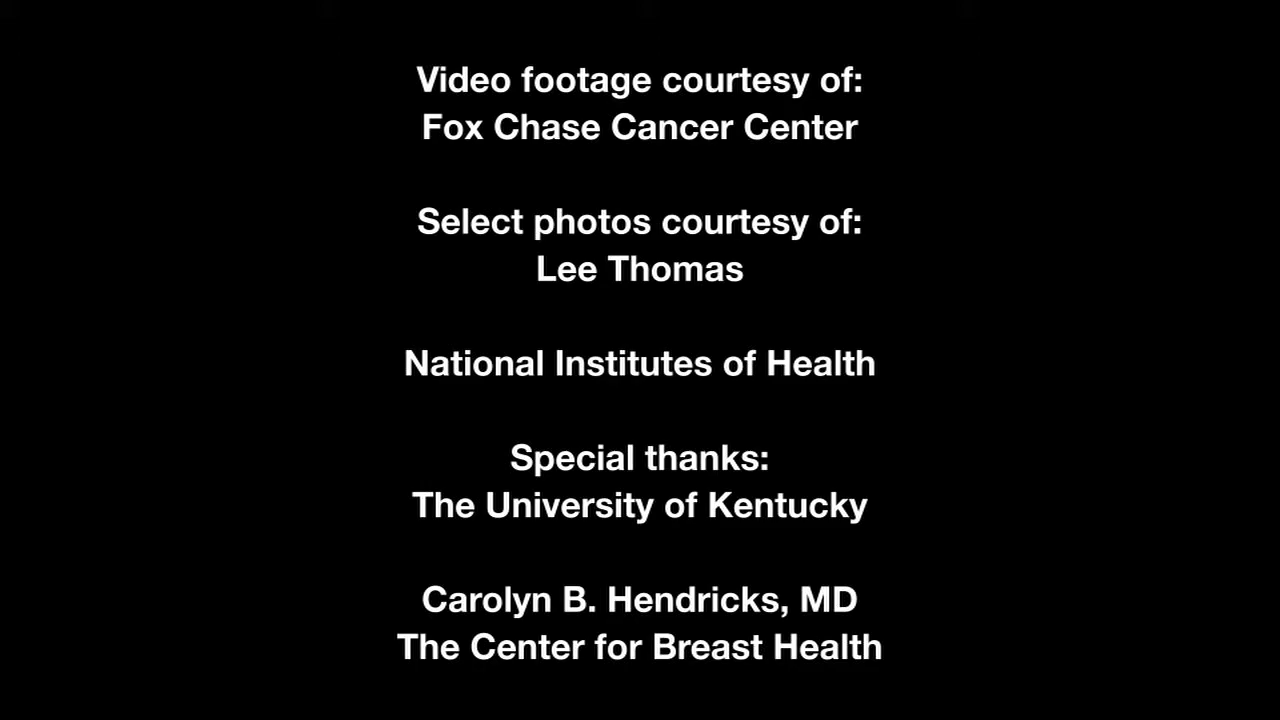 Video footage courtesy of:
Fox Chase Cancer Center
Select photos courtesy of:
Lee Thomas
National Institutes of Health
Special thanks:
The University of Kentucky
Carolyn B. Hendricks, MD
The Center for Breast Health